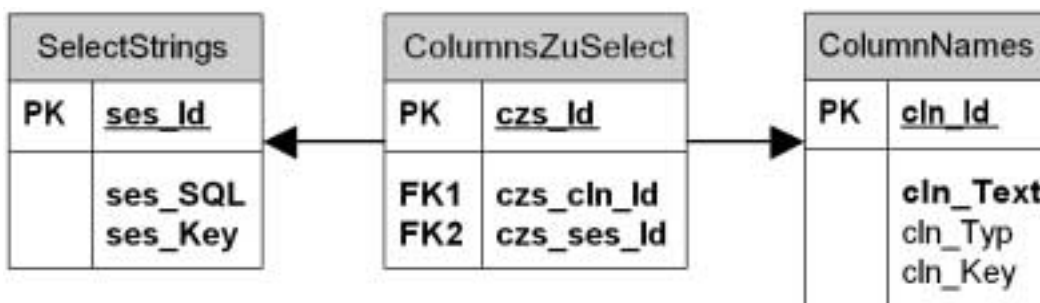 SelectStrings
PK ses_Id
ses_SQL
ses_Key
ColumnsZuSelect
PK czs_Id
FK1 czs_cln_Id
FK2 czs_ses_Id
ColumnNames
PK cln_Id
cln_Text
cln_Typ
cln_Key